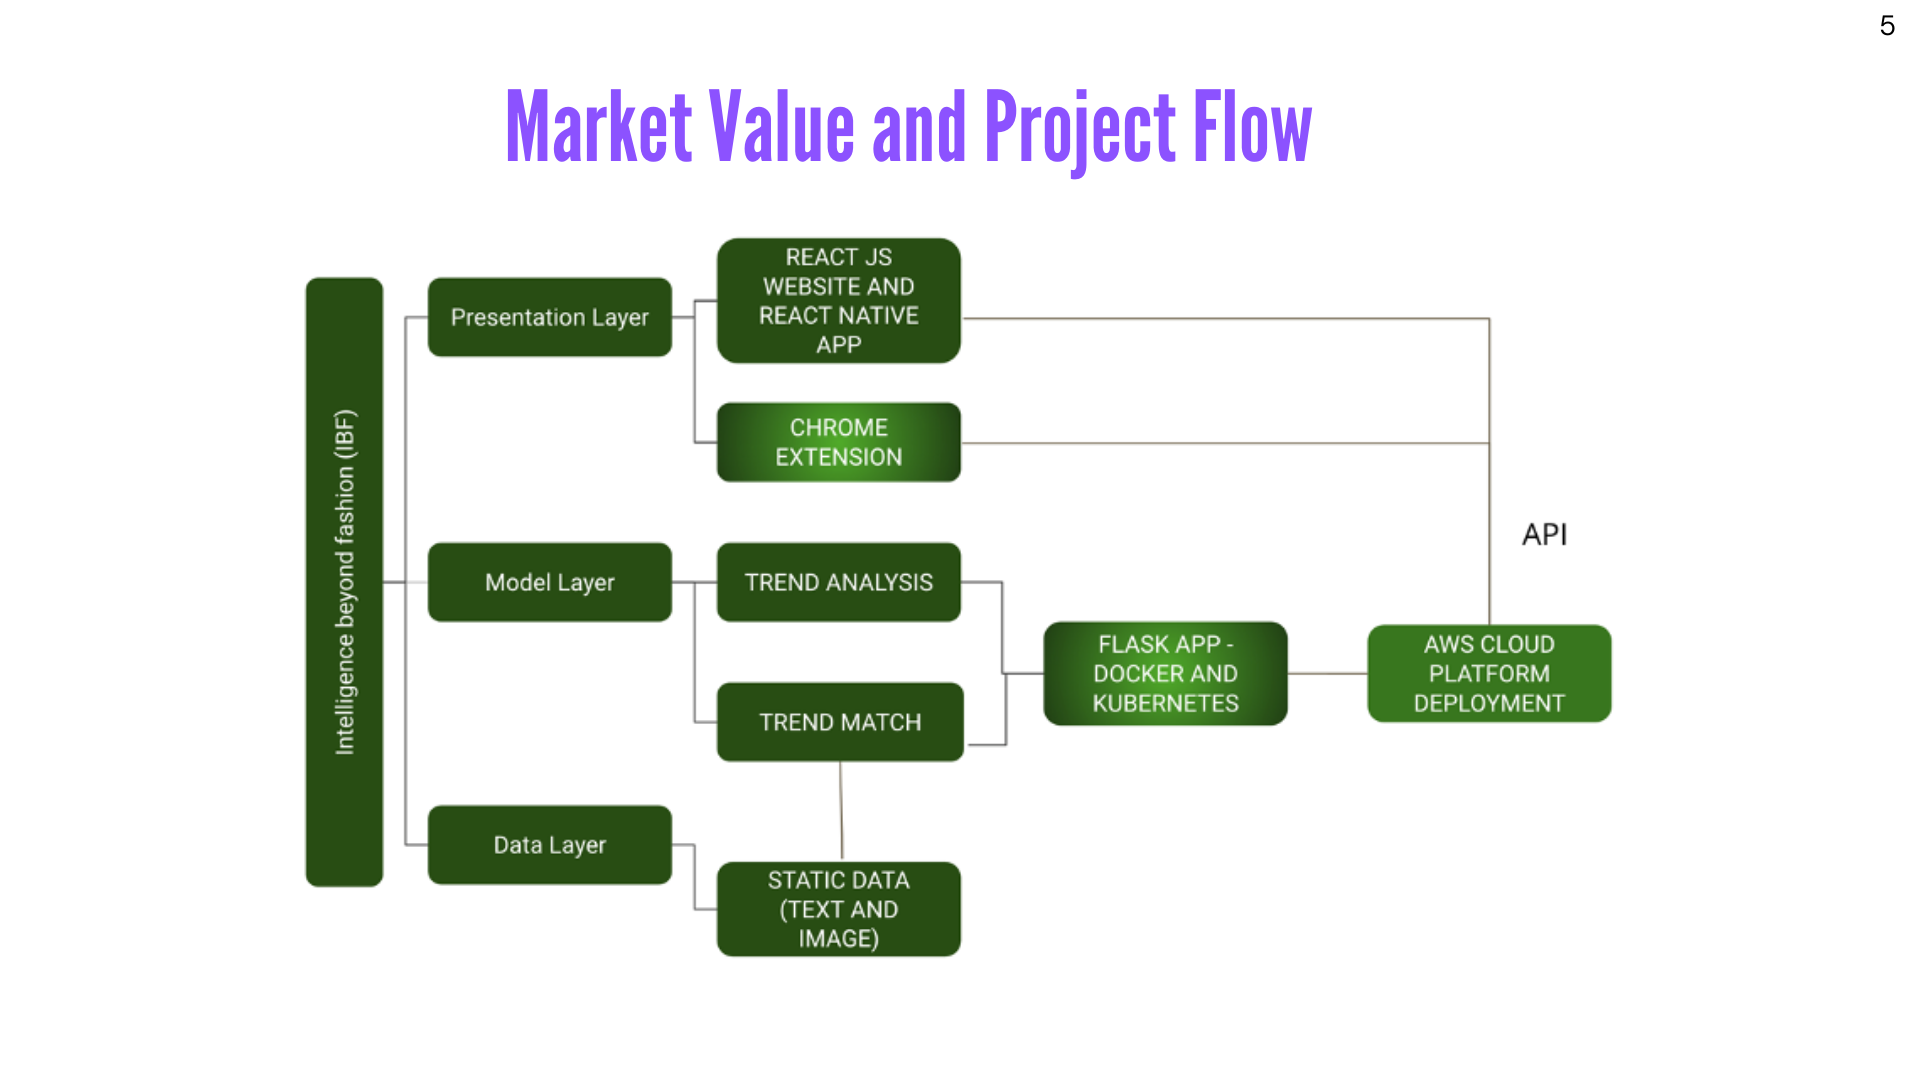 5
Market Value and Project Flow
Intelligence beyond fashion (IBF)
Presentation Layer
REACT JS
WEBSITE AND
REACT NATIVE
APP
CHROME
EXTENSION
Model Layer
TREND ANALYSIS
TREND MATCH
Data Layer
STATIC DATA
(TEXT AND
IMAGE)
FLASK APP -
DOCKER AND
KUBERNETES
API
AWS CLOUD
PLATFORM
DEPLOYMENT